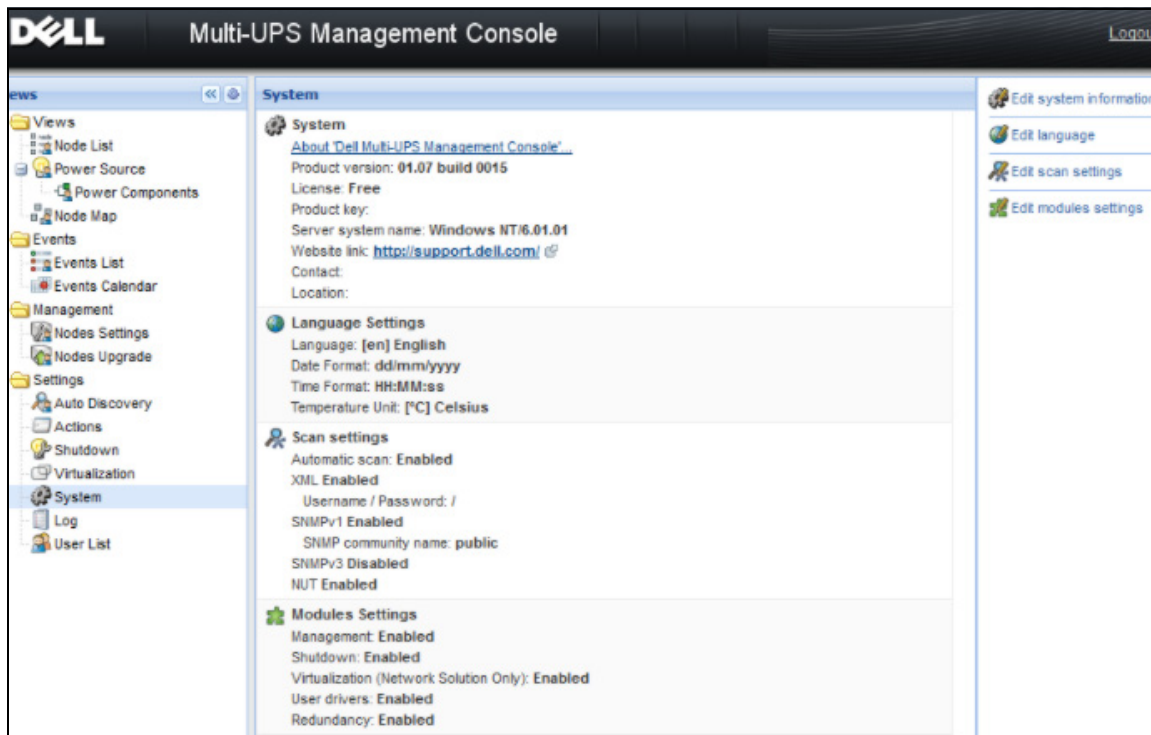 DELL
Multi-UPS Management Console
Logou
ews
Views
Node List
Power Source
Power Components
Node Map
Events
Events List
Events Calendar
Management
Nodes Settings
Nodes Upgrade
Settings
Auto Discovery
Actions
Shutdown
Virtualization
System
Log
User List
System
System
About 'Dell Multi-UPS Management Console'...
Product version: 01.07 build 0015
License: Free
Product key:
Server system name: Windows NT/6.01.01
Website link: http://support.dell.com/
Contact:
Location:
Language Settings
Language: [en] English
Date Format: dd/mm/yyyy
Time Format: HH:MM:ss
Temperature Unit: [°C] Celsius
Scan settings
Automatic scan: Enabled
XML Enabled
Username / Password: /
SNMPv1 Enabled
SNMP community name: public
SNMPv3 Disabled
NUT Enabled
Modules Settings
Management: Enabled
Shutdown: Enabled
Virtualization (Network Solution Only): Enabled
User drivers: Enabled
Redundancy: Enabled
Edit system information
Edit language
Edit scan settings
Edit modules settings